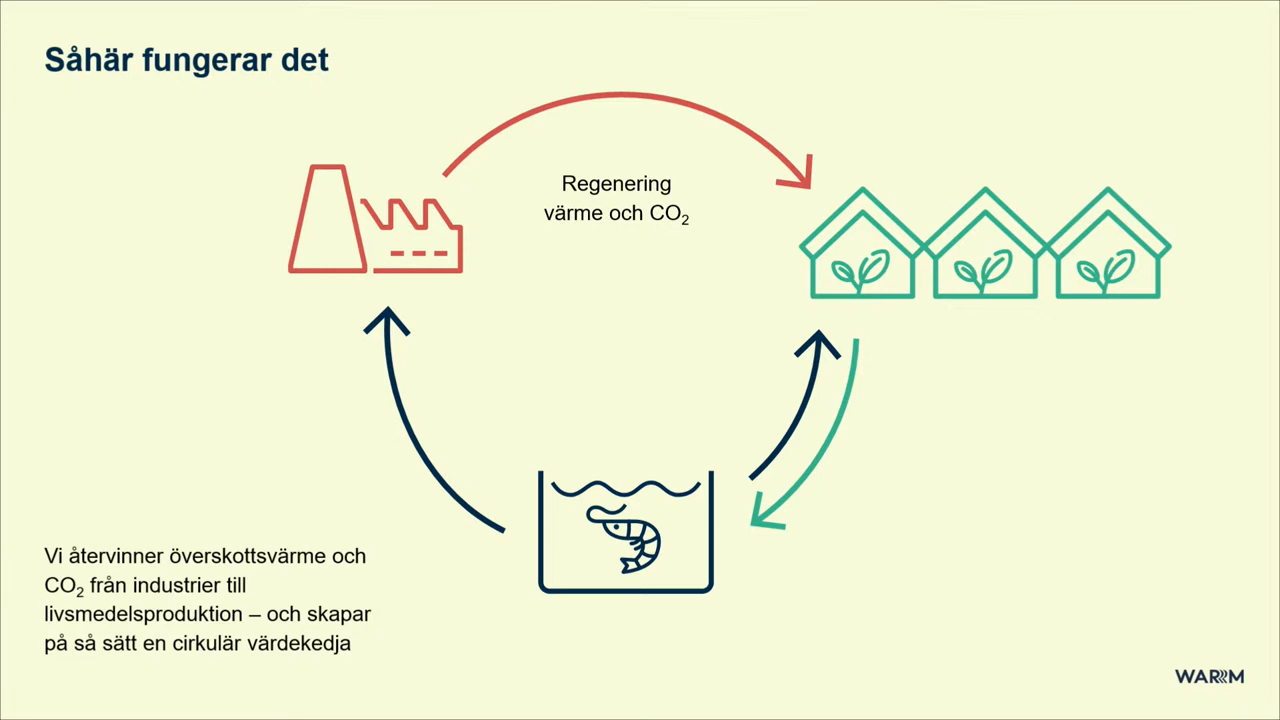 Såhär fungerar det
Regenering
värme och CO₂
Vi återvinner överskottsvärme och
CO₂ från industrier till
livsmedelsproduktion – och skapar
på så sätt en cirkulär värdekedja
WARM